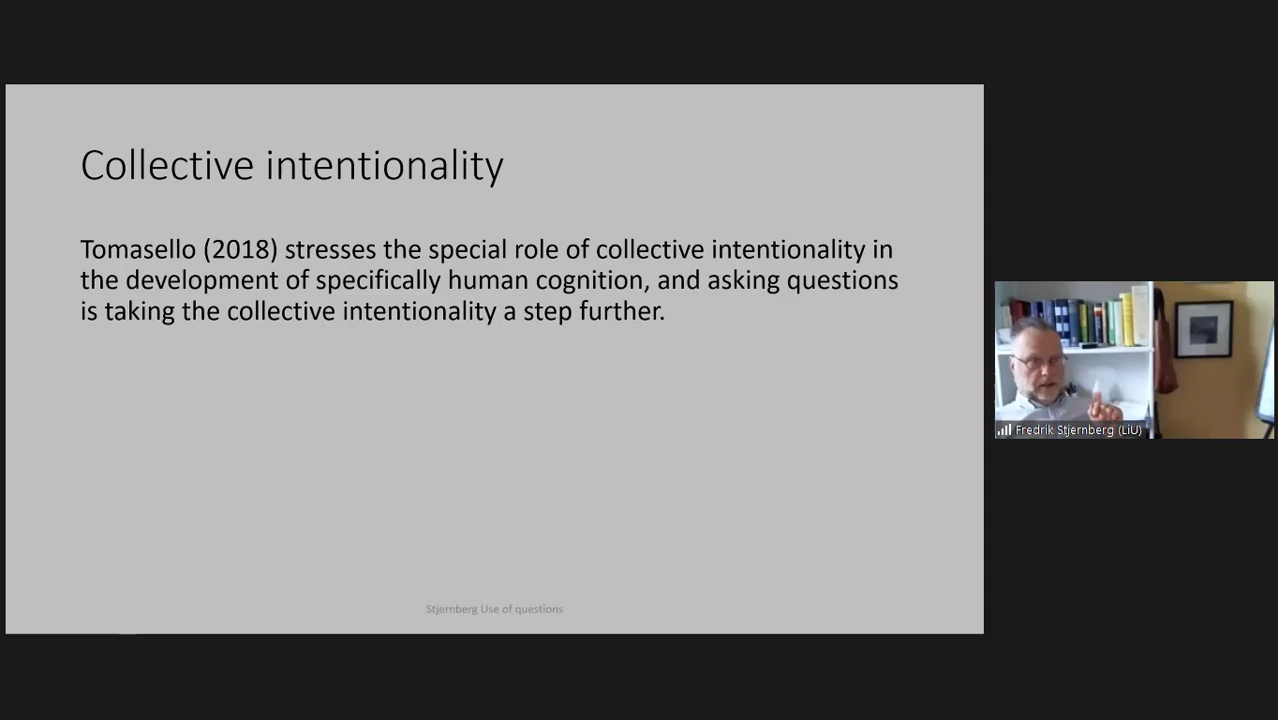 Collective intentionality
Tomasello (2018) stresses the special role of collective intentionality in
the development of specifically human cognition, and asking questions
is taking the collective intentionality a step further.
Fredrik Stjernberg (LiU)
Stjernberg Use of questions